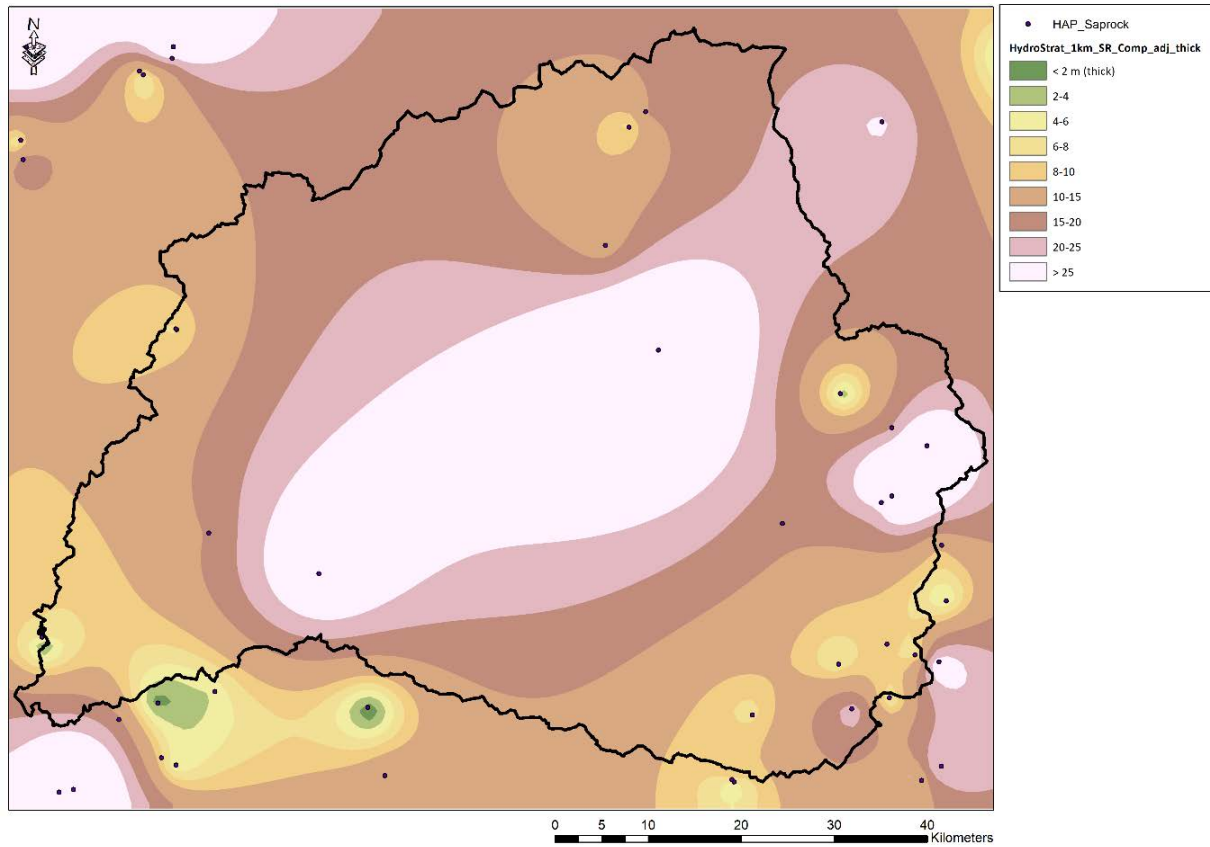 N
HAP_Saprock
HydroStrat_1km_SR_Comp_adj_thick
< 2 m (thick)
2-4
4-6
6-8
8-10
10-15
15-20
20-25
> 25
0 5 10 20 30 40
Kilometers